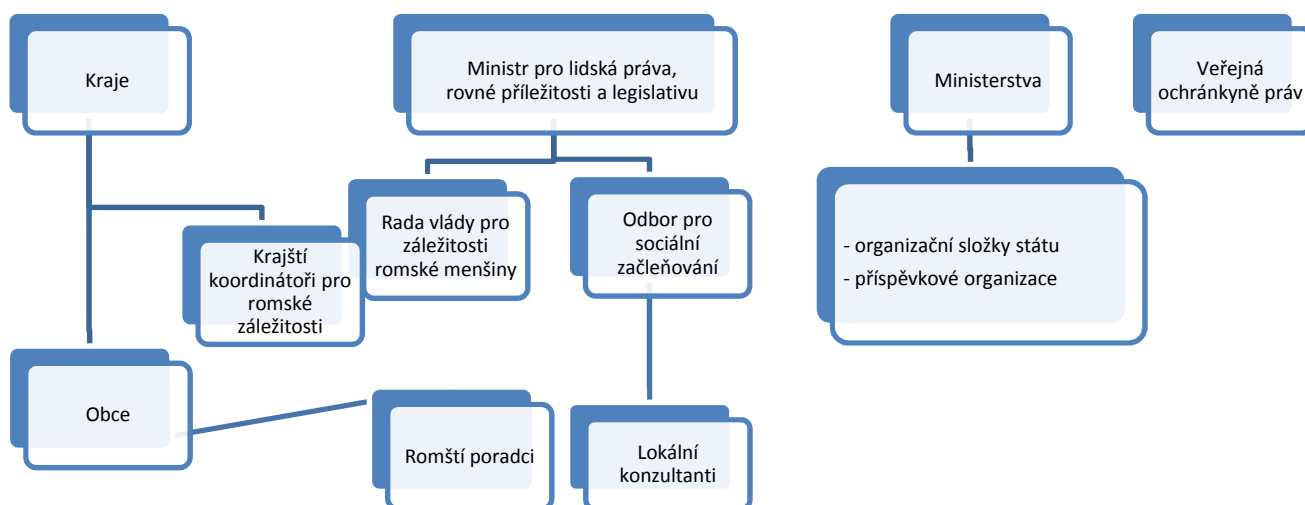 Kraje
Ministr pro lidská práva,
rovné příležitosti a legislativu
Ministerstva
Veřejná
ochránkyně práv
Krajští
koordinátoři pro
romské
záležitosti
Rada vlády pro
záležitosti
romské menšiny
Odbor pro
sociální
začleňování
- organizační složky státu
- příspěvkové organizace
Obce
Romští poradci
Lokální
konzultanti